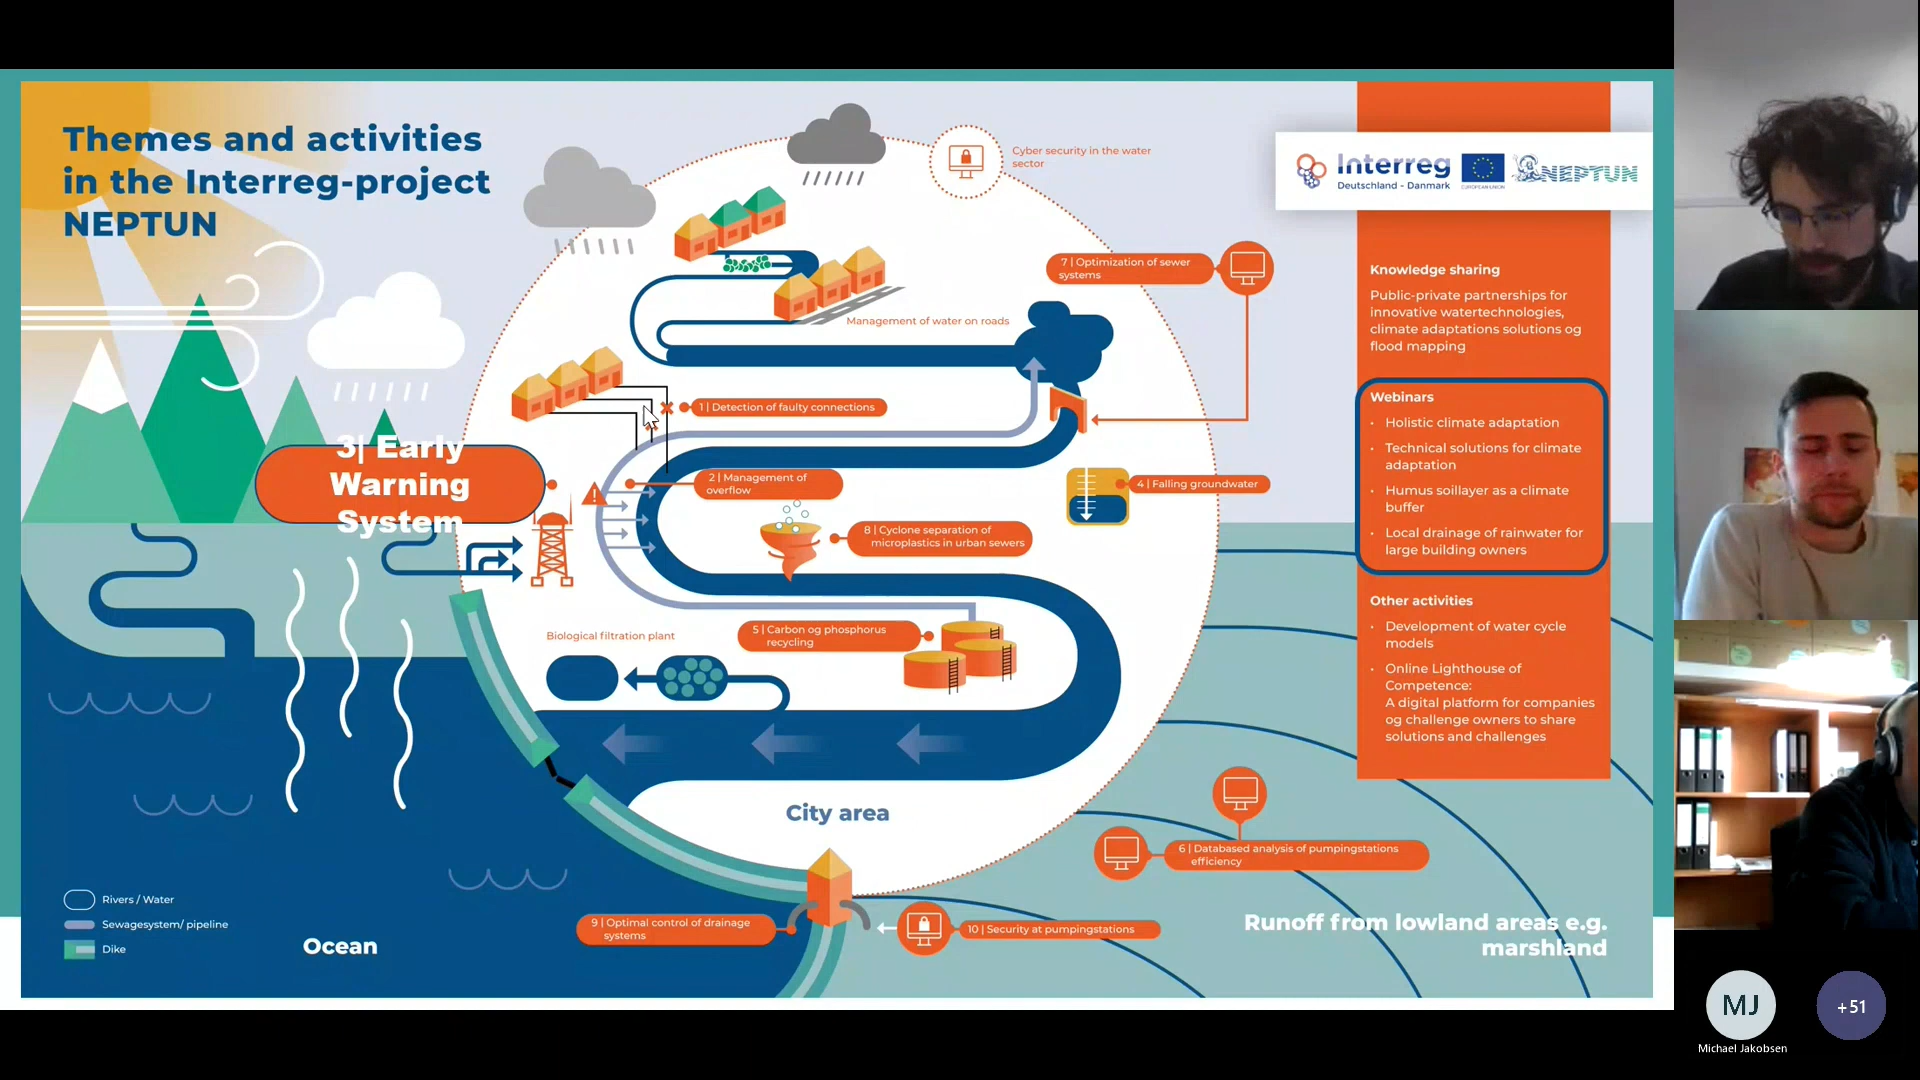 Themes and activities
in the Interreg-project
NEPTUN
Cyber security in the water
sector
Interreg
Deutschland - Danmark
EUROPEAN UNION
NEPTUN
7 | Optimization of sewer
systems
Management of water on roads
1 | Detection of faulty connections
3| Early
Warning
System
2 | Management of
overflow
4 | Falling groundwater
8 | Cyclone separation of
microplastics in urban sewers
Biological filtration plant
5 | Carbon og phosphorus
recycling
City area
6 | Databased analysis of pumpingstations
efficiency
9 | Optimal control of drainage
systems
10 | Security at pumpingstations
Rivers / Water
Sewagesystem/ pipeline
Dike
Ocean
Runoff from lowland areas e.g.
marshland
Knowledge sharing
Public-private partnerships for
innovative watertechnologies,
climate adaptations solutions og
flood mapping
Webinars
• Holistic climate adaptation
• Technical solutions for climate
adaptation
• Humus soillayer as a climate
buffer
• Local drainage of rainwater for
large building owners
Other activities
• Development of water cycle
models
• Online Lighthouse of
Competence:
A digital platform for companies
og challenge owners to share
solutions and challenges
MJ
Michael Jakobsen
+51